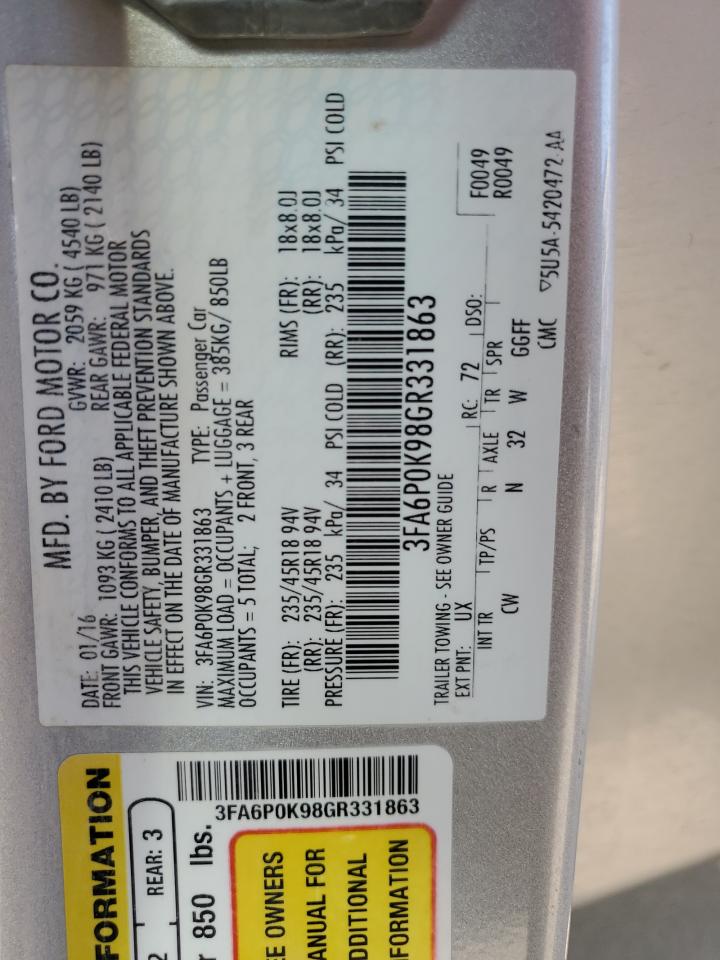 MFD. BY FORD MOTOR CO.
DATE: 01/16 GVWR: 2059 KG ( 4540 LB)
FRONT GAWR: 1093 KG ( 2410 LB) REAR GAWR: 971 KG ( 2140 LB)
THIS VEHICLE CONFORMS TO ALL APPLICABLE FEDERAL MOTOR
VEHICLE SAFETY, BUMPER, AND THEFT PREVENTION STANDARDS
IN EFFECT ON THE DATE OF MANUFACTURE SHOWN ABOVE.
VIN: 3FA6P0K98GR331863 TYPE: Passenger Car
MAXIMUM LOAD = OCCUPANTS + LUGGAGE = 385KG/ 850LB
OCCUPANTS = 5 TOTAL; 2 FRONT, 3 REAR
TIRE (FR): 235/45R18 94V RIMS (FR): 18x8.0J
(RR): 235/45R18 94V (RR): 18x8.0J
PRESSURE (FR): 235 kPa/ 34 PSI COLD (RR): 235 kPa/ 34 PSI COLD
3FA6P0K98GR331863
TRAILER TOWING - SEE OWNER GUIDE
EXT PNT: UX RC: 72 DSO: F0049
R0049
INT TR TP/PS R AXLE TR SPR
CW N 32 W GGFF
CMC ▽5U5A-5420472-AA
FORMATION
2 REAR: 3
850 lbs.
3FA6P0K98GR331863
EE OWNERS
ANUAL FOR
DDITIONAL
FORMATION